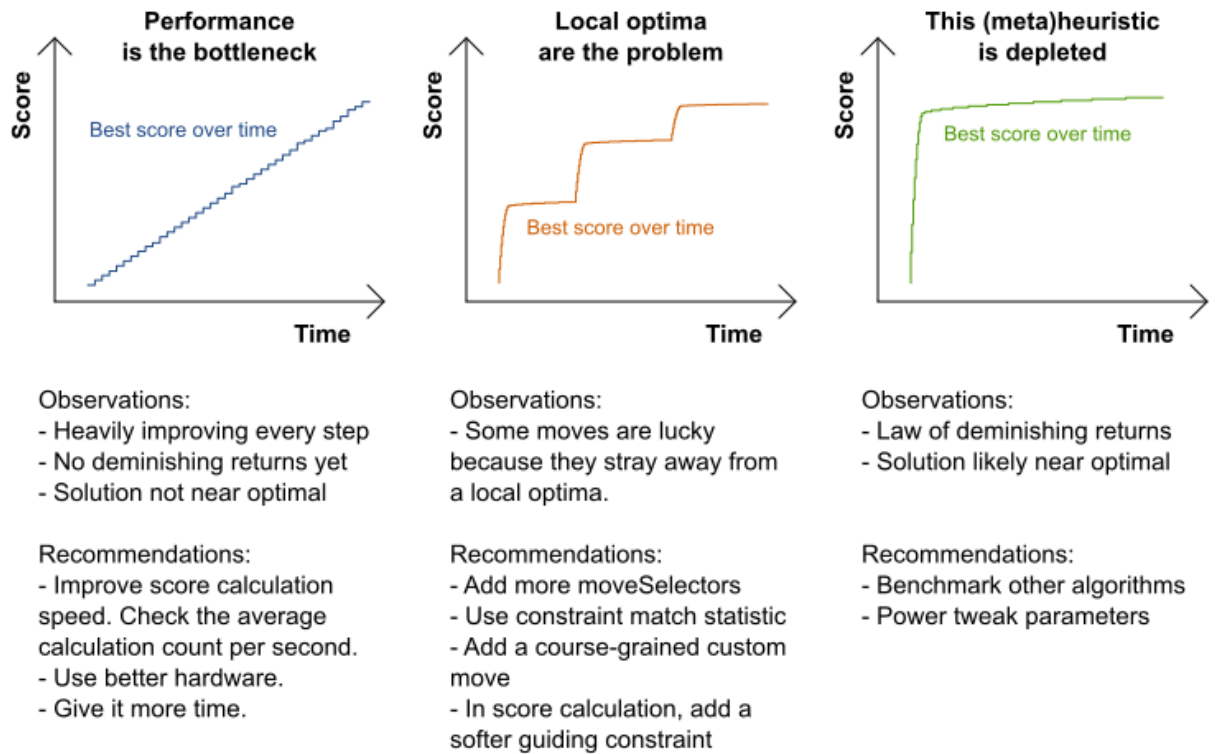 Performance
is the bottleneck
Score
Best score over time
Time
Observations:
- Heavily improving every step
- No deminishing returns yet
- Solution not near optimal
Recommendations:
- Improve score calculation
speed. Check the average
calculation count per second.
- Use better hardware.
- Give it more time.
Local optima
are the problem
Score
Best score over time
Time
Observations:
- Some moves are lucky
because they stray away from
a local optima.
Recommendations:
- Add more moveSelectors
- Use constraint match statistic
- Add a course-grained custom
move
- In score calculation, add a
softer guiding constraint
This (meta)heuristic
is depleted
Score
Best score over time
Time
Observations:
- Law of deminishing returns
- Solution likely near optimal
Recommendations:
- Benchmark other algorithms
- Power tweak parameters